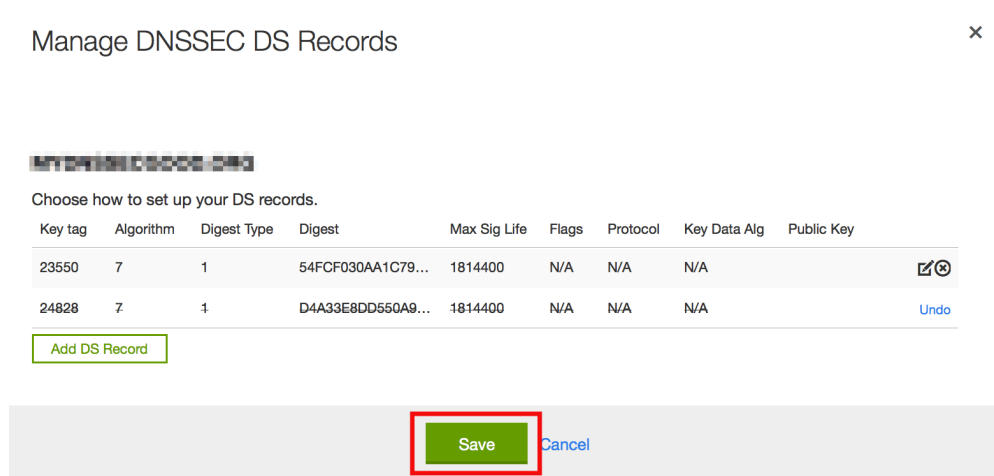 Manage DNSSEC DS Records
Choose how to set up your DS records.
Key tag Algorithm Digest Type Digest Max Sig Life Flags Protocol Key Data Alg Public Key
23550 7 1 54FCF030AA1C79... 1814400 N/A N/A N/A
24828 7 1 D4A33E8DD550A9... 1814400 N/A N/A N/A Undo
Add DS Record
Save Cancel